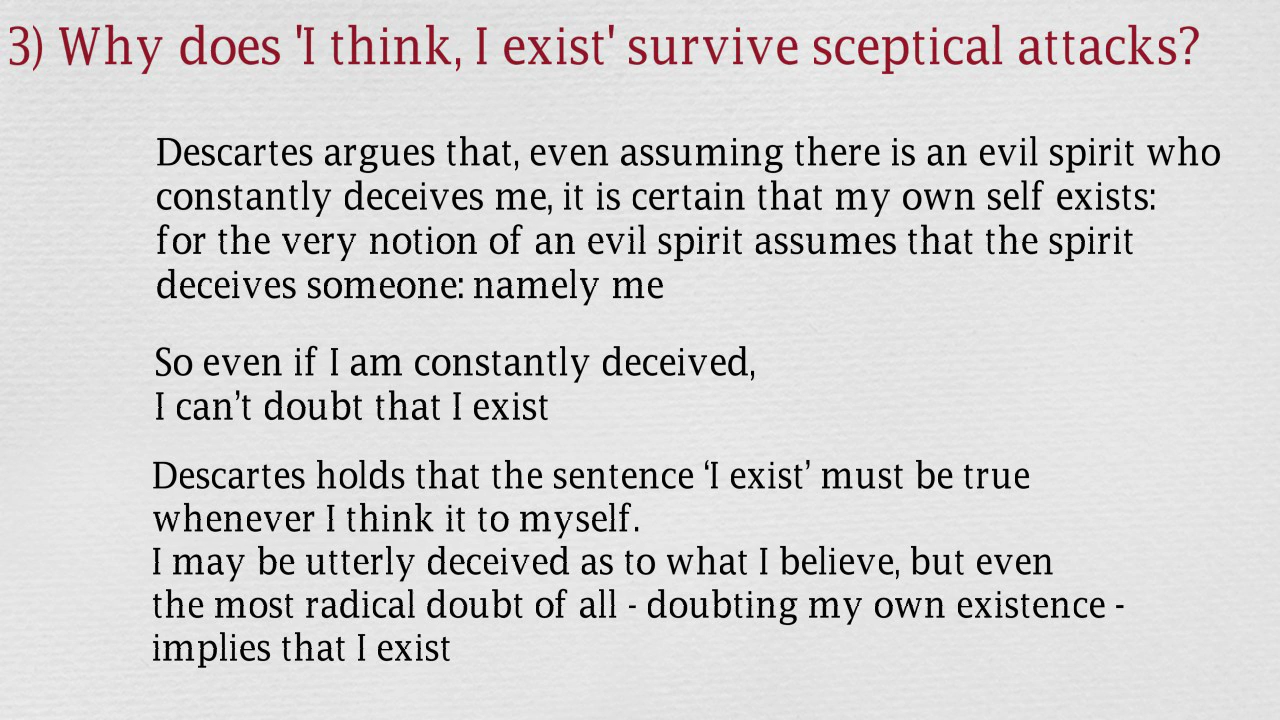 3) Why does 'I think, I exist' survive sceptical attacks?
Descartes argues that, even assuming there is an evil spirit who
constantly deceives me, it is certain that my own self exists:
for the very notion of an evil spirit assumes that the spirit
deceives someone: namely me
So even if I am constantly deceived,
I can’t doubt that I exist
Descartes holds that the sentence ‘I exist’ must be true
whenever I think it to myself.
I may be utterly deceived as to what I believe, but even
the most radical doubt of all - doubting my own existence -
implies that I exist